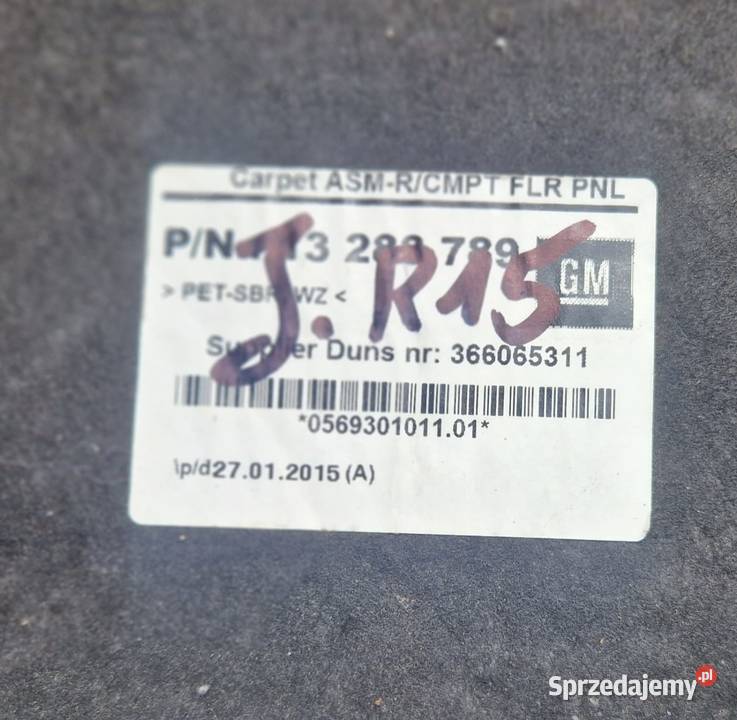 Carpet ASM-R/CMPT FLR PNL
P/N 13 789
GM
> PET-SBR WZ <
J. R15
Supplier Duns nr: 366065311
*0569301011.01*
\p/d27.01.2015 (A)
Sprzedajemy.pl